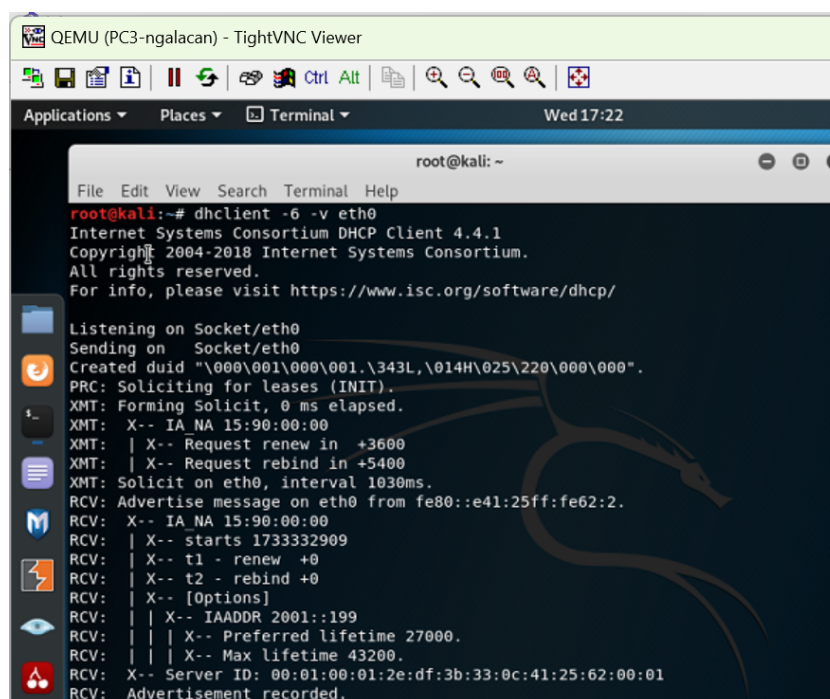 QEMU (PC3-ngalacan) - TightVNC Viewer
Ctrl Alt
Applications Places Terminal Wed 17:22
root@kali: ~
File Edit View Search Terminal Help
root@kali:~# dhclient -6 -v eth0
Internet Systems Consortium DHCP Client 4.4.1
Copyright 2004-2018 Internet Systems Consortium.
All rights reserved.
For info, please visit https://www.isc.org/software/dhcp/
Listening on Socket/eth0
Sending on   Socket/eth0
Created duid "\000\001\000\001.\343L,\014H\025\220\000\000".
PRC: Soliciting for leases (INIT).
XMT: Forming Solicit, 0 ms elapsed.
XMT:  X-- IA_NA 15:90:00:00
XMT:  | X-- Request renew in  +3600
XMT:  | X-- Request rebind in +5400
XMT: Solicit on eth0, interval 1030ms.
RCV: Advertise message on eth0 from fe80::e41:25ff:fe62:2.
RCV:  X-- IA_NA 15:90:00:00
RCV:  | X-- starts 1733332909
RCV:  | X-- t1 - renew  +0
RCV:  | X-- t2 - rebind +0
RCV:  | X-- [Options]
RCV:  | | X-- IAADDR 2001::199
RCV:  | | | X-- Preferred lifetime 27000.
RCV:  | | | X-- Max lifetime 43200.
RCV:  X-- Server ID: 00:01:00:01:2e:df:3b:33:0c:41:25:62:00:01
RCV:  Advertisement recorded.